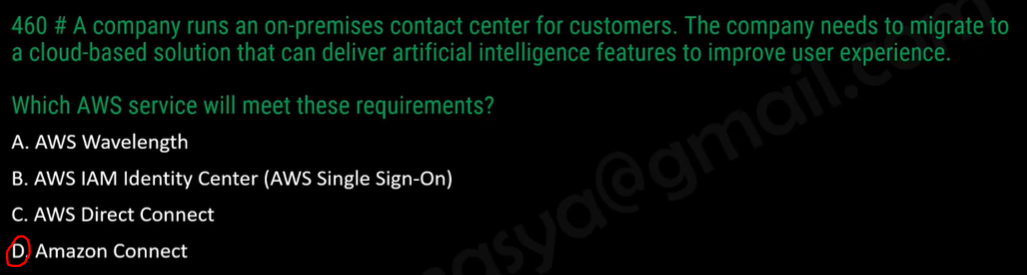 460 # A company runs an on-premises contact center for customers. The company needs to migrate to
a cloud-based solution that can deliver artificial intelligence features to improve user experience.
Which AWS service will meet these requirements?
A. AWS Wavelength
B. AWS IAM Identity Center (AWS Single Sign-On)
C. AWS Direct Connect
D. Amazon Connect